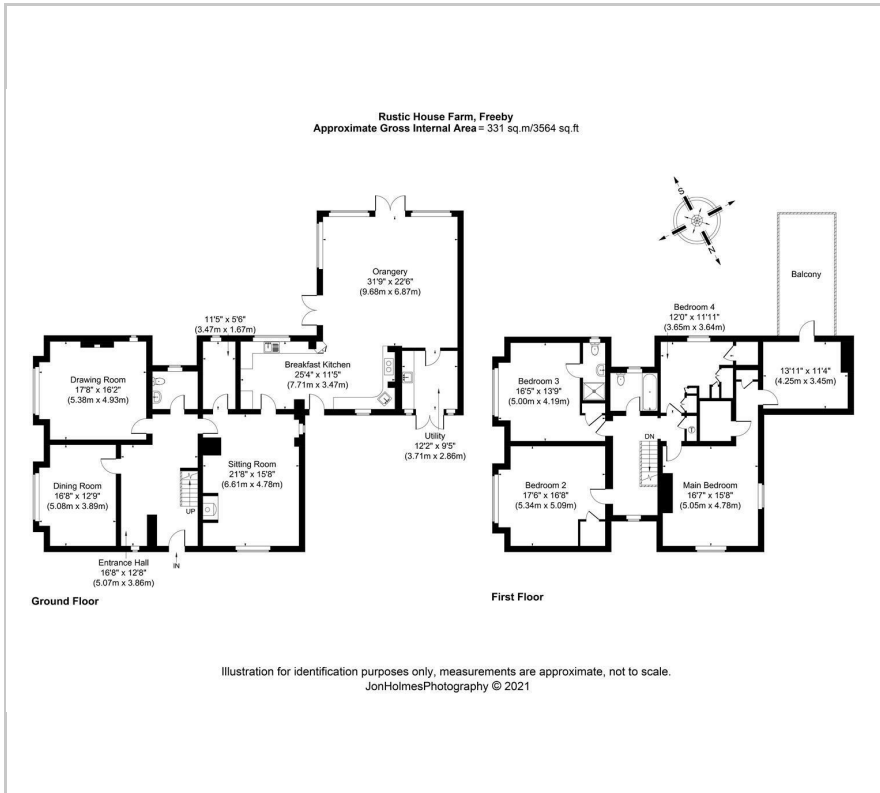 Rustic House Farm, Freeby
Approximate Gross Internal Area = 331 sq.m/3564 sq.ft
S
N
Orangery
31'9" x 22'6"
(9.68m x 6.87m)
Balcony
11'5" x 5'6"
(3.47m x 1.67m)
Bedroom 4
12'0" x 11'11"
(3.65m x 3.64m)
Drawing Room
17'8" x 16'2"
(5.38m x 4.93m)
Breakfast Kitchen
25'4" x 11'5"
(7.71m x 3.47m)
Bedroom 3
16'5" x 13'9"
(5.00m x 4.19m)
13'11" x 11'4"
(4.25m x 3.45m)
Utility
12'2" x 9'5"
(3.71m x 2.86m)
DN
T
Dining Room
16'8" x 12'9"
(5.08m x 3.89m)
Sitting Room
21'8" x 15'8"
(6.61m x 4.78m)
UP
Bedroom 2
17'6" x 16'8"
(5.34m x 5.09m)
Main Bedroom
16'7" x 15'8"
(5.05m x 4.78m)
IN
Entrance Hall
16'8" x 12'8"
(5.07m x 3.86m)
Ground Floor
First Floor
Illustration for identification purposes only, measurements are approximate, not to scale.
JonHolmesPhotography © 2021